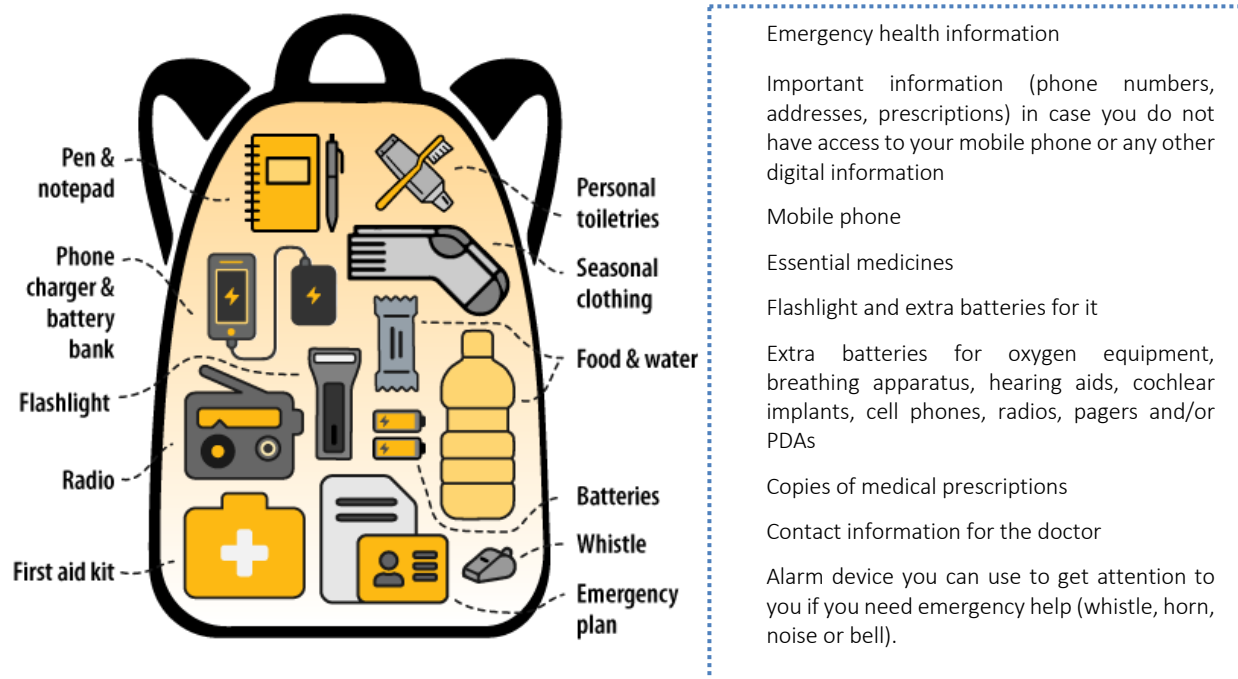 Pen &
notepad
Phone
charger &
battery
bank
Flashlight
Radio
First aid kit
Personal
toiletries
Seasonal
clothing
Food & water
Batteries
Whistle
Emergency
plan
Emergency health information
Important information (phone numbers,
addresses, prescriptions) in case you do not
have access to your mobile phone or any other
digital information
Mobile phone
Essential medicines
Flashlight and extra batteries for it
Extra batteries for oxygen equipment,
breathing apparatus, hearing aids, cochlear
implants, cell phones, radios, pagers and/or
PDAs
Copies of medical prescriptions
Contact information for the doctor
Alarm device you can use to get attention to
you if you need emergency help (whistle, horn,
noise or bell).